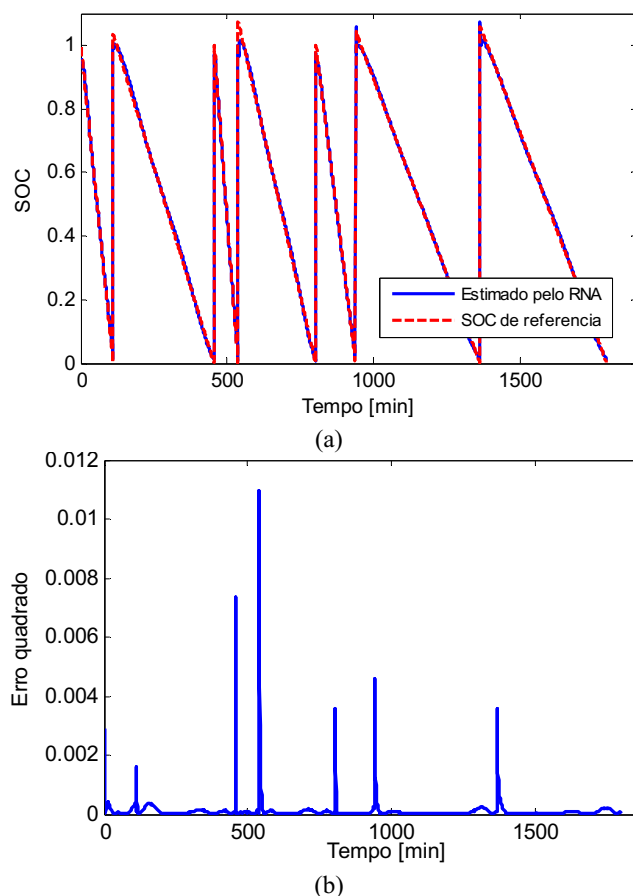 1
0.8
0.6
0.4
0.2
0
SOC
Estimado pelo RNA
SOC de referencia
0 500 1000 1500
Tempo [min]
(a)
0.012
0.01
0.008
0.006
0.004
0.002
0
Erro quadrado
0 500 1000 1500
Tempo [min]
(b)